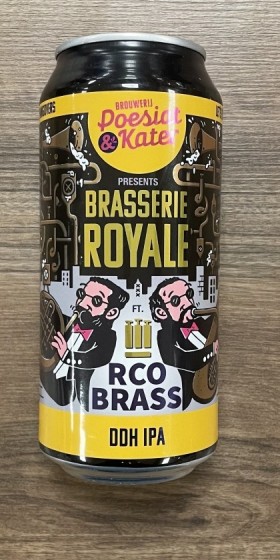 BROUWERIJ
Poesiat
& Kater
PRESENTS
BRASSERIE
ROYALE
FT.
RCO
BRASS
DDH IPA